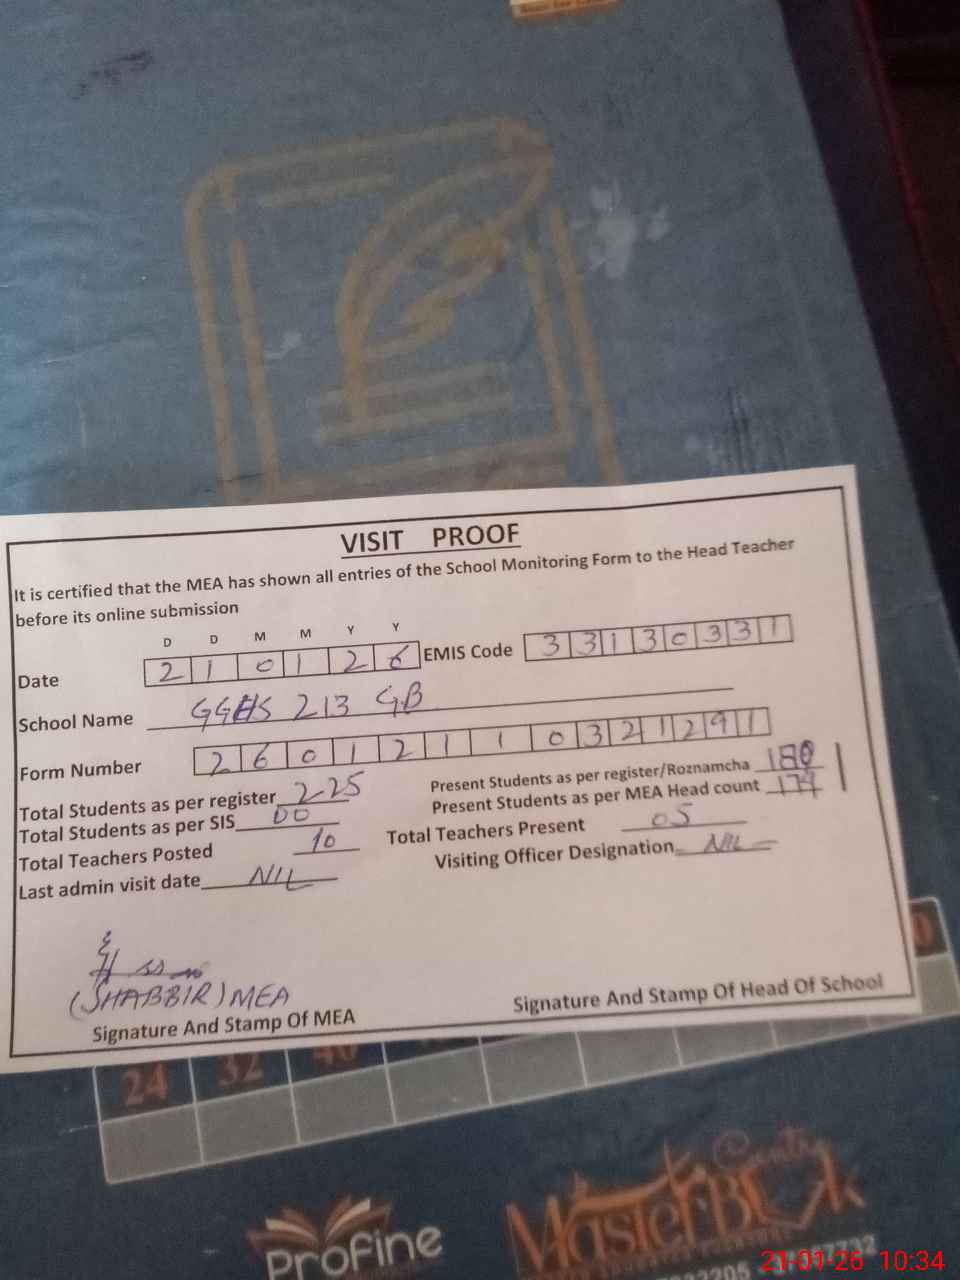 VISIT PROOF
It is certified that the MEA has shown all entries of the School Monitoring Form to the Head Teacher
before its online submission
D D M M Y Y
Date 2 1 0 1 2 6 EMIS Code 3 3 1 3 0 3 3 1
School Name GGHS 213 GB
Form Number 2 6 0 1 2 1 1 0 3 2 1 2 9 1
Total Students as per register 225 Present Students as per register/Roznamcha 180
Total Students as per SIS 00 Present Students as per MEA Head count 179
Total Teachers Posted 10 Total Teachers Present 05
Last admin visit date NIL Visiting Officer Designation NIL
(SHABBIR) MEA
Signature And Stamp Of MEA Signature And Stamp Of Head Of School
24 32 40
ProFine
Master Book Centre
21-01-26 10:34